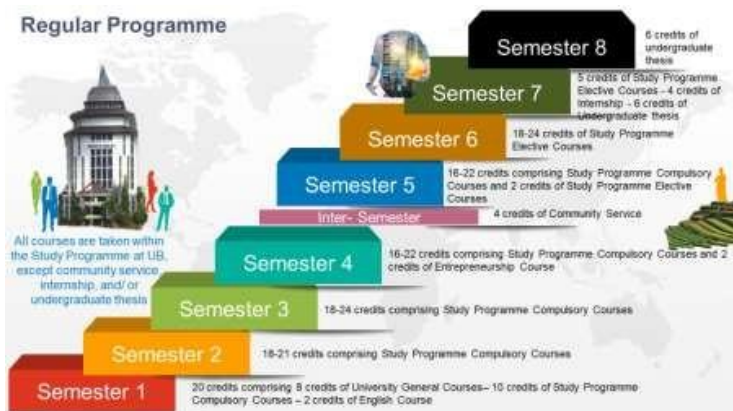 Regular Programme
Semester 8
6 credits of
undergraduate
thesis
Semester 7
5 credits of Study Programme
Elective Courses - 4 credits of
Internship - 6 credits of
Undergraduate thesis
Semester 6
18-24 credits of Study Programme
Elective Courses
Semester 5
16-22 credits comprising Study Programme Compulsory
Courses and 2 credits of Study Programme Elective
Courses
Inter- Semester
4 credits of Community Service
All courses are taken within
the Study Programme at UB,
except community service,
internship, and/ or
undergraduate thesis
Semester 4
16-22 credits comprising Study Programme Compulsory Courses and 2
credits of Entrepreneurship Course
Semester 3
18-24 credits comprising Study Programme Compulsory Courses
Semester 2
18-21 credits comprising Study Programme Compulsory Courses
Semester 1
20 credits comprising 8 credits of University General Courses– 10 credits of Study Programme
Compulsory Courses – 2 credits of English Course